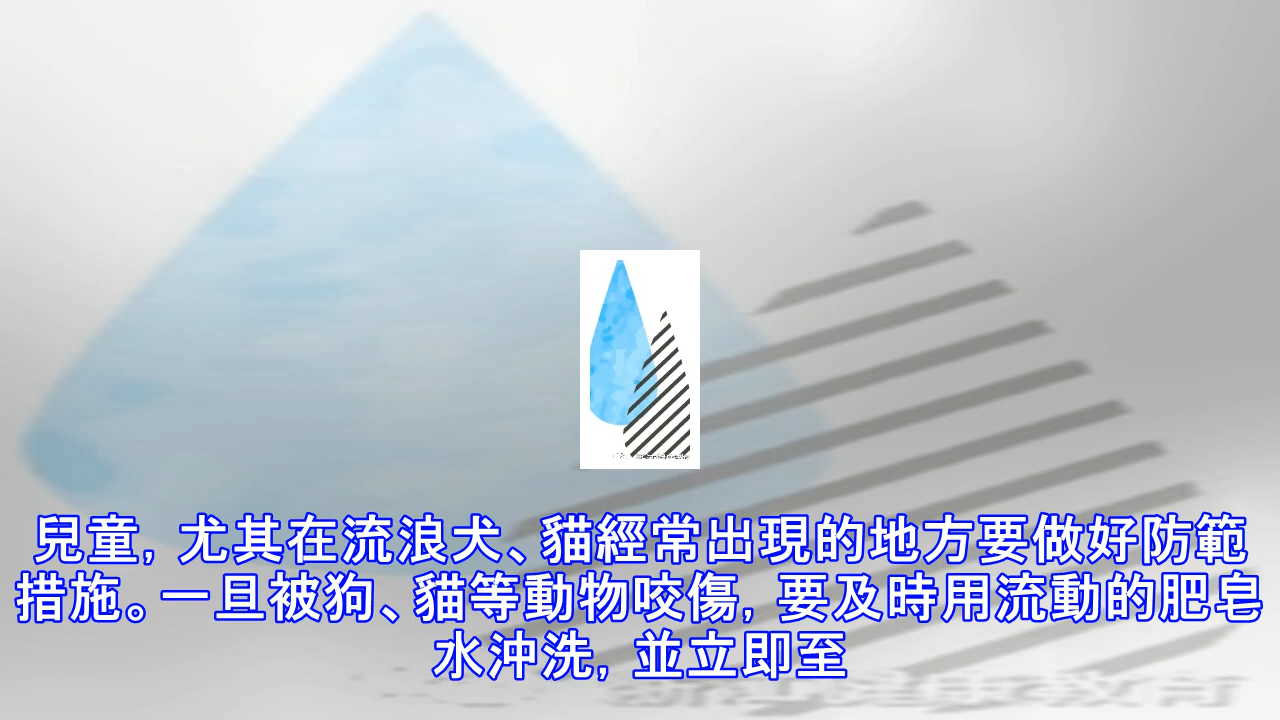 兒童，尤其在流浪犬、貓經常出現的地方要做好防範
措施。一旦被狗、貓等動物咬傷，要及時用流動的肥皂
水沖洗，並立即至